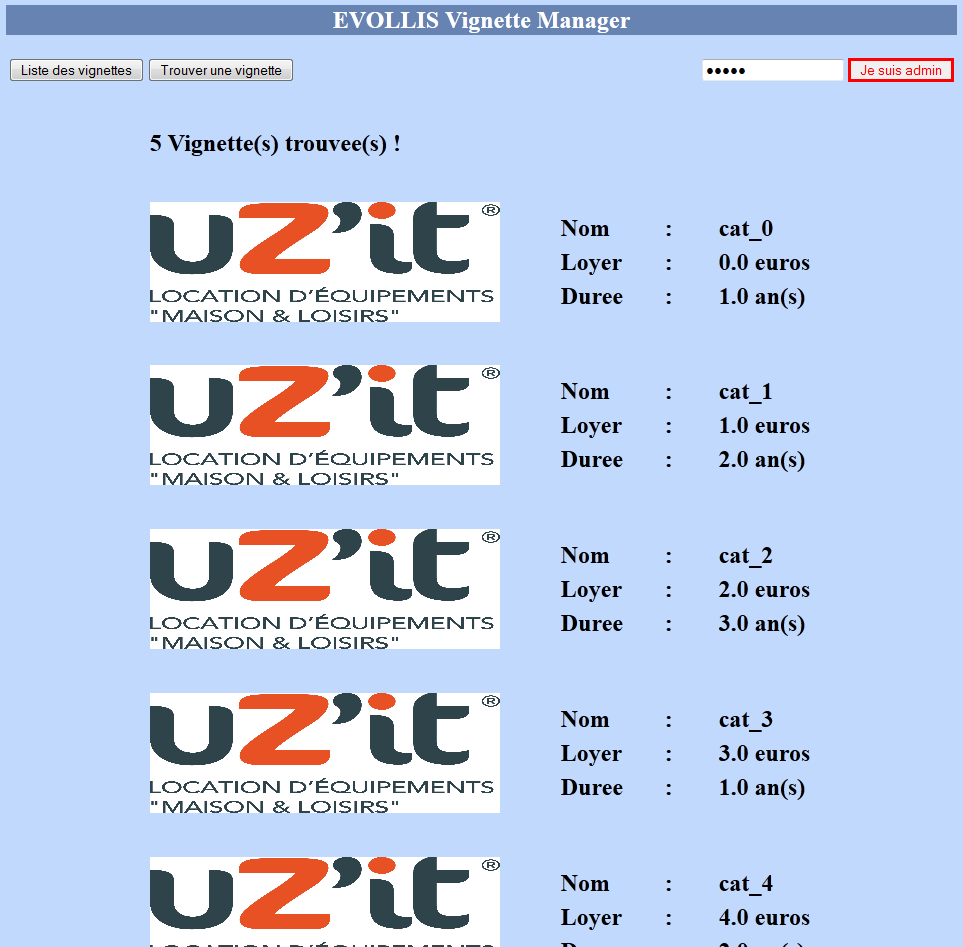 EVOLLIS Vignette Manager
Liste des vignettes Trouver une vignette ••••• Je suis admin
5 Vignette(s) trouvee(s) !
uz'it ®
LOCATION D'ÉQUIPEMENTS
"MAISON & LOISIRS"
Nom : cat_0
Loyer : 0.0 euros
Duree : 1.0 an(s)
uz'it ®
LOCATION D'ÉQUIPEMENTS
"MAISON & LOISIRS"
Nom : cat_1
Loyer : 1.0 euros
Duree : 2.0 an(s)
uz'it ®
LOCATION D'ÉQUIPEMENTS
"MAISON & LOISIRS"
Nom : cat_2
Loyer : 2.0 euros
Duree : 3.0 an(s)
uz'it ®
LOCATION D'ÉQUIPEMENTS
"MAISON & LOISIRS"
Nom : cat_3
Loyer : 3.0 euros
Duree : 1.0 an(s)
uz'it ®
Nom : cat_4
Loyer : 4.0 euros